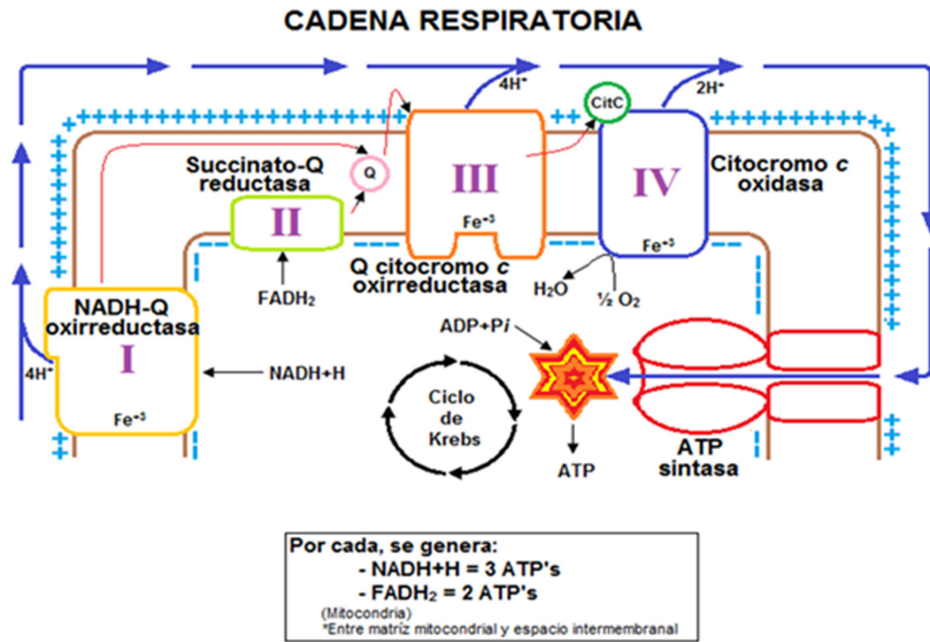 CADENA RESPIRATORIA
4H⁺
2H⁺
CitC
Succinato-Q
reductasa
Q
III
IV
Citocromo c
oxidasa
II
Fe⁺³
Fe⁺³
FADH₂
Q citocromo c
oxirreductasa
H₂O
½ O₂
NADH-Q
oxirreductasa
I
4H⁺
NADH+H
Fe⁺³
ADP+Pi
Ciclo
de
Krebs
ATP
ATP
sintasa
Por cada, se genera:
- NADH+H = 3 ATP's
- FADH₂ = 2 ATP's
(Mitocondria)
*Entre matríz mitocondrial y espacio intermembranal